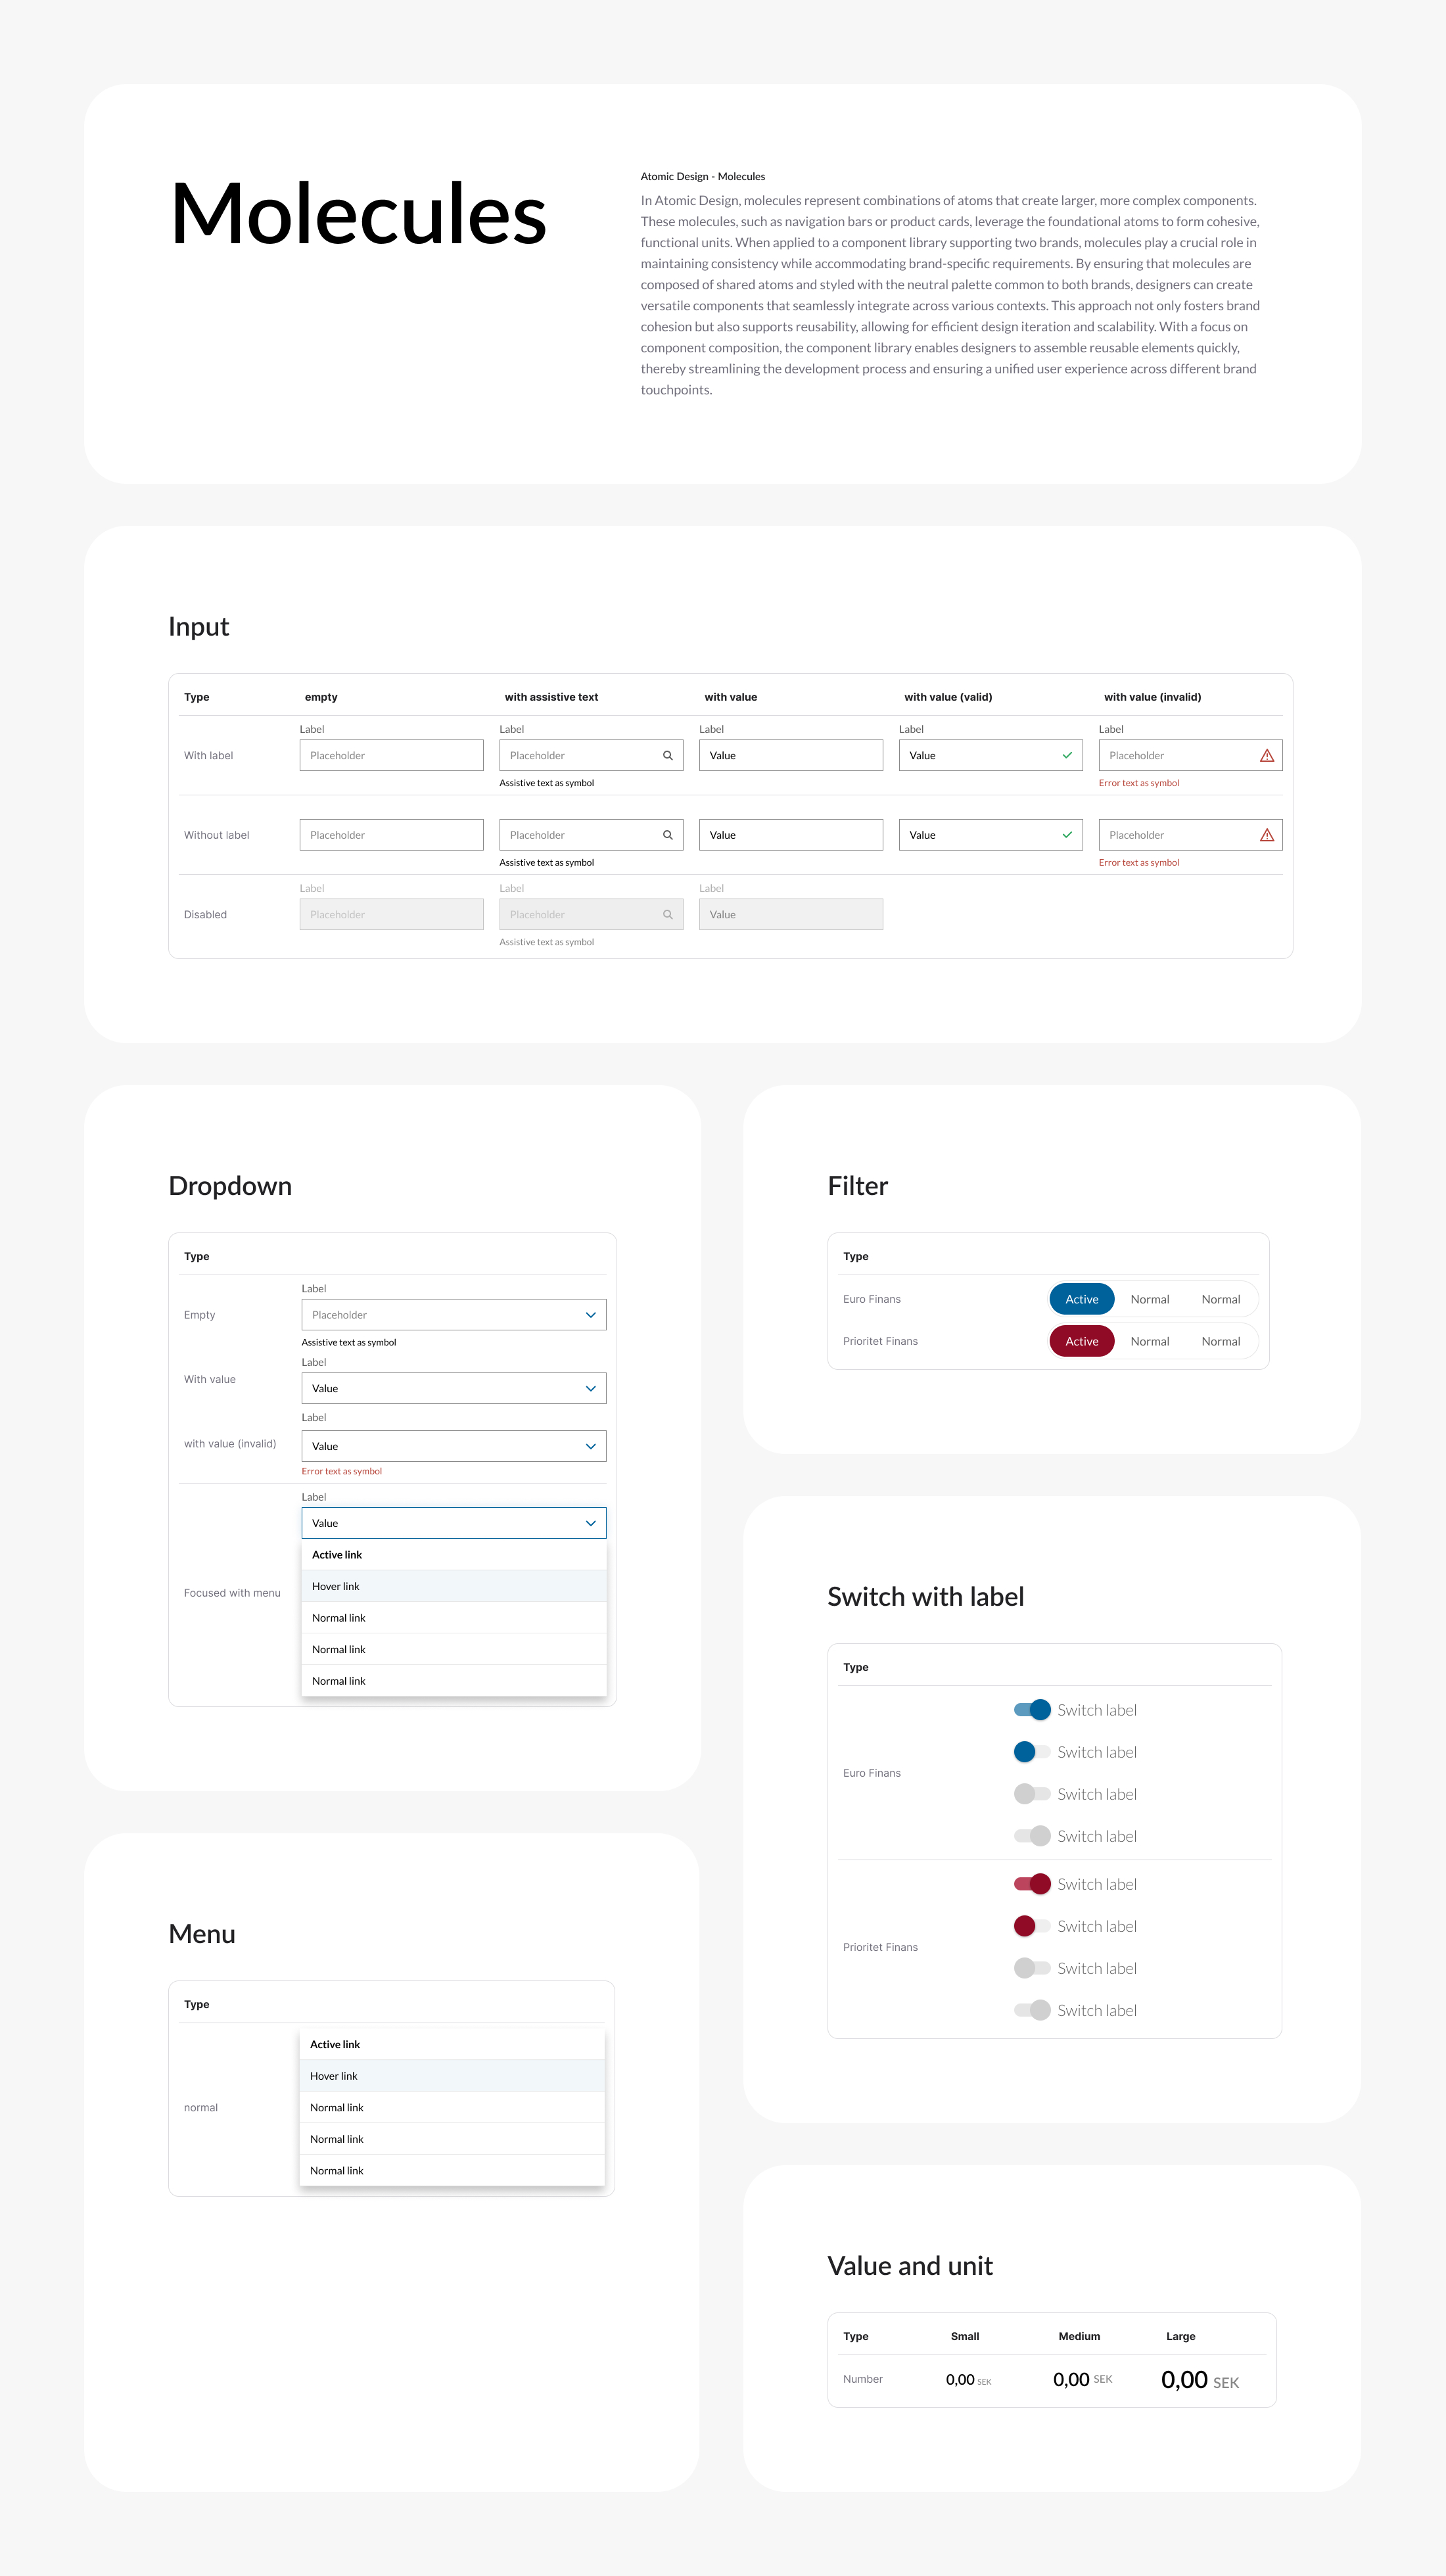 Molecules
Atomic Design - Molecules
In Atomic Design, molecules represent combinations of atoms that create larger, more complex components.
These molecules, such as navigation bars or product cards, leverage the foundational atoms to form cohesive,
functional units. When applied to a component library supporting two brands, molecules play a crucial role in
maintaining consistency while accommodating brand-specific requirements. By ensuring that molecules are
composed of shared atoms and styled with the neutral palette common to both brands, designers can create
versatile components that seamlessly integrate across various contexts. This approach not only fosters brand
cohesion but also supports reusability, allowing for efficient design iteration and scalability. With a focus on
component composition, the component library enables designers to assemble reusable elements quickly,
thereby streamlining the development process and ensuring a unified user experience across different brand
touchpoints.
Input
Type empty with assistive text with value with value (valid) with value (invalid)
Label Label Label Label Label
With label Placeholder Placeholder Value Value Placeholder
Assistive text as symbol Error text as symbol
Without label Placeholder Placeholder Value Value Placeholder
Assistive text as symbol Error text as symbol
Label Label Label
Disabled Placeholder Placeholder Value
Assistive text as symbol
Dropdown
Type
Label
Empty Placeholder
Assistive text as symbol
Label
With value
Value
Label
with value (invalid) Value
Error text as symbol
Label
Value
Active link
Focused with menu Hover link
Normal link
Normal link
Normal link
Filter
Type
Euro Finans Active Normal Normal
Prioritet Finans Active Normal Normal
Switch with label
Type
Switch label
Switch label
Euro Finans
Switch label
Switch label
Switch label
Switch label
Prioritet Finans
Switch label
Switch label
Menu
Type
Active link
Hover link
normal Normal link
Normal link
Normal link
Value and unit
Type Small Medium Large
Number 0,00 SEK 0,00 SEK 0,00 SEK